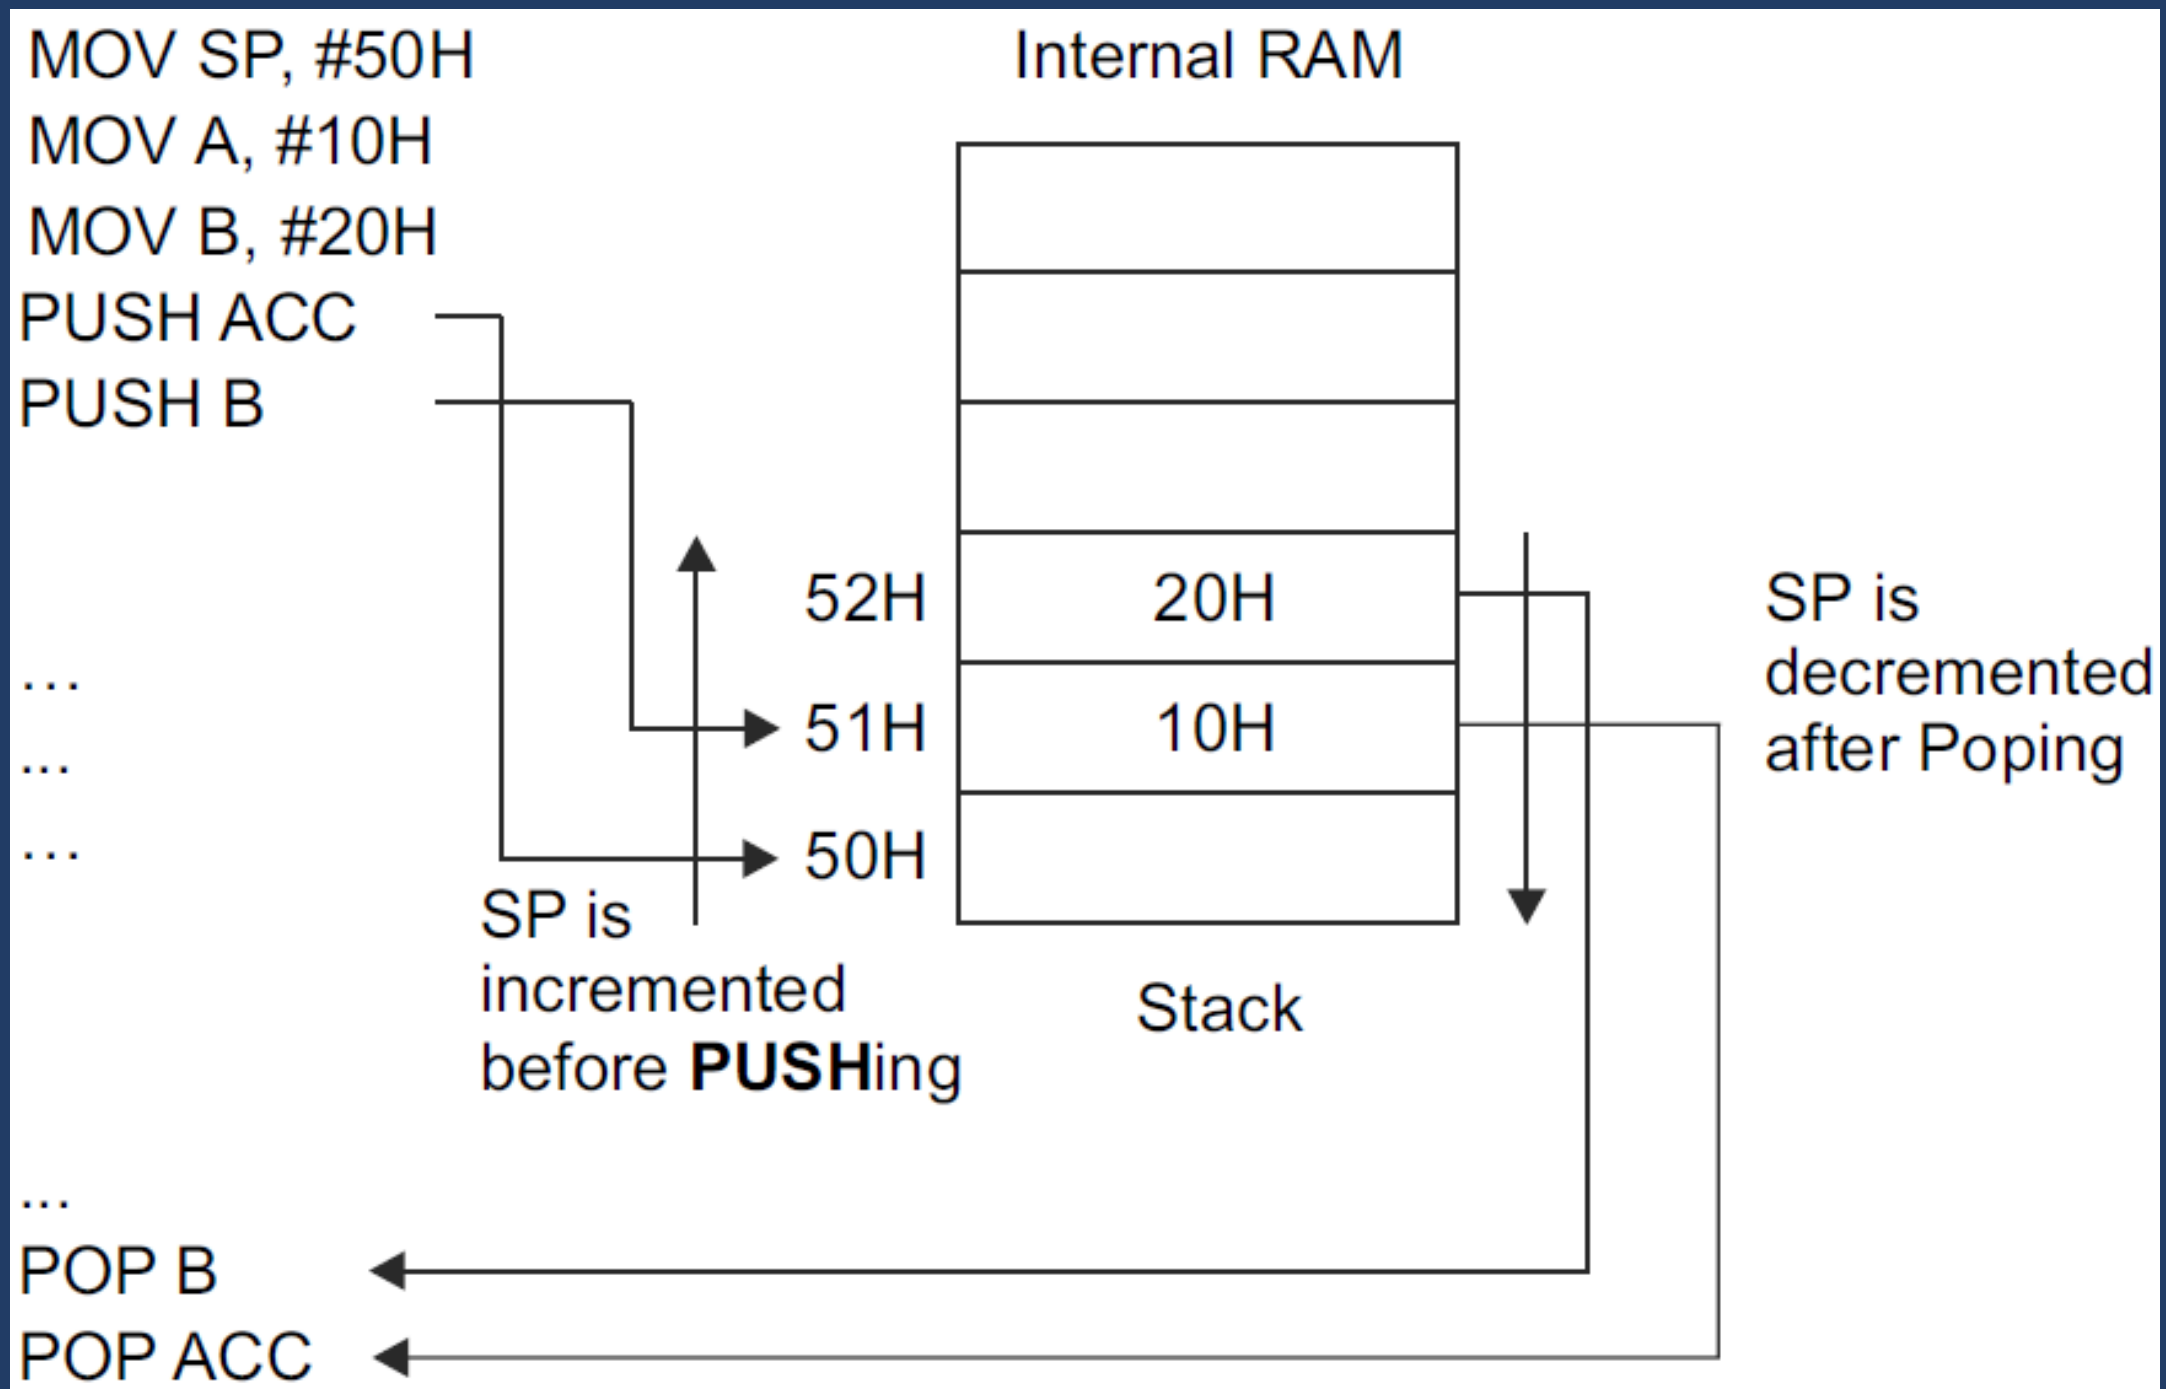 MOV SP, #50H
MOV A, #10H
MOV B, #20H
PUSH ACC
PUSH B
…
...
…
...
POP B
POP ACC
SP is
incremented
before PUSHing
Internal RAM
52H 20H
51H 10H
50H
Stack
SP is
decremented
after Poping